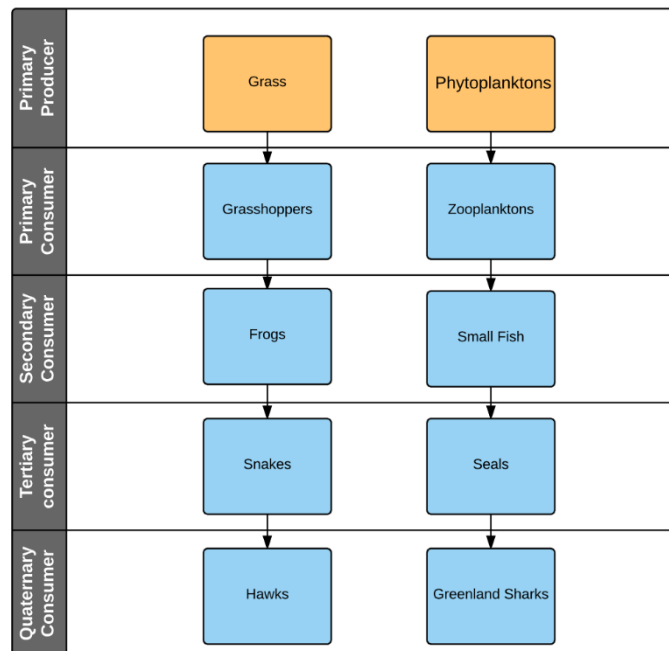 Primary
Producer
Grass
Phytoplanktons
Primary
Consumer
Grasshoppers
Zooplanktons
Secondary
Consumer
Frogs
Small Fish
Tertiary
consumer
Snakes
Seals
Quaternary
Consumer
Hawks
Greenland Sharks